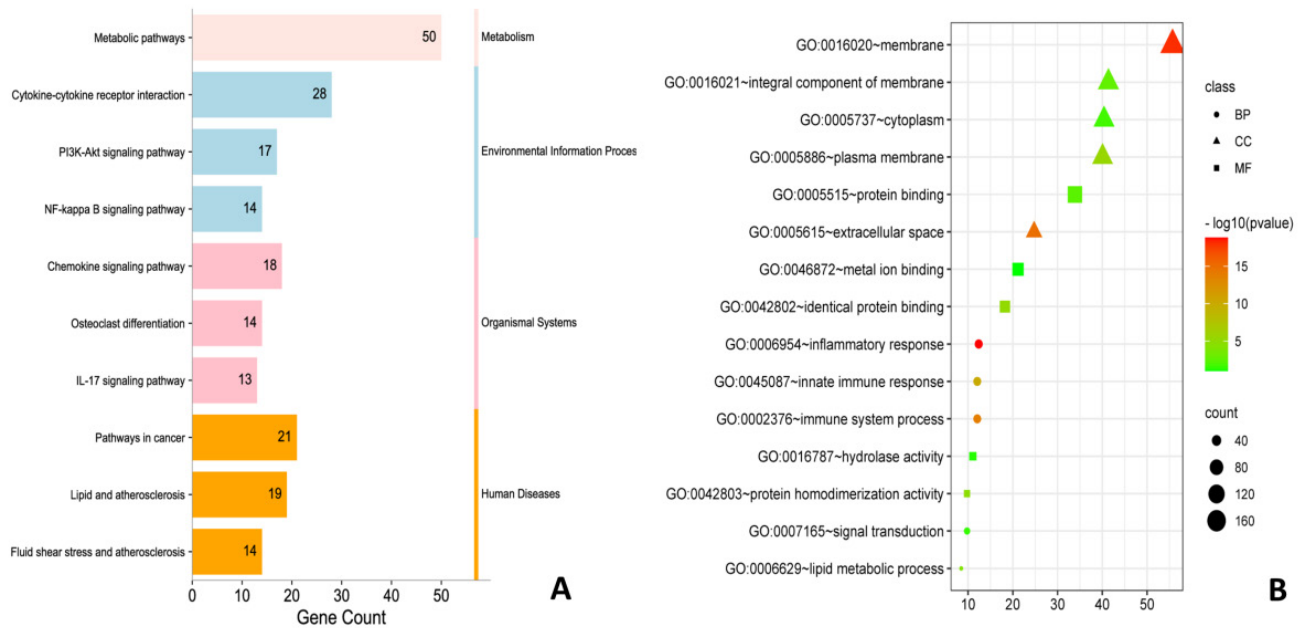 Metabolic pathways
50
Metabolism
Cytokine-cytokine receptor interaction
28
PI3K-Akt signaling pathway
17
Environmental Information Proces
NF-kappa B signaling pathway
14
Chemokine signaling pathway
18
Osteoclast differentiation
14
Organismal Systems
IL-17 signaling pathway
13
Pathways in cancer
21
Lipid and atherosclerosis
19
Human Diseases
Fluid shear stress and atherosclerosis
14
0 10 20 30 40 50
Gene Count
A
GO:0016020~membrane
GO:0016021~integral component of membrane
GO:0005737~cytoplasm
GO:0005886~plasma membrane
GO:0005515~protein binding
GO:0005615~extracellular space
GO:0046872~metal ion binding
GO:0042802~identical protein binding
GO:0006954~inflammatory response
GO:0045087~innate immune response
GO:0002376~immune system process
GO:0016787~hydrolase activity
GO:0042803~protein homodimerization activity
GO:0007165~signal transduction
GO:0006629~lipid metabolic process
10 20 30 40 50
class
BP
CC
MF
- log10(pvalue)
15
10
5
count
40
80
120
160
B